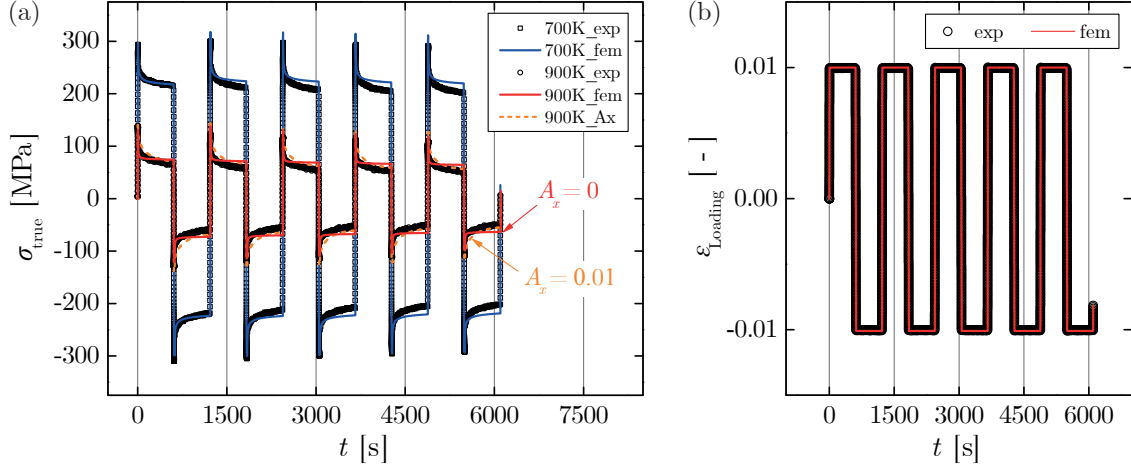 (a)
σ_true [MPa]
300
200
100
0
-100
-200
-300
700K_exp
700K_fem
900K_exp
900K_fem
900K_Ax
A_x=0
A_x=0.01
0 1500 3000 4500 6000 7500
t [s]
(b)
ε_Loading [ - ]
0.01
0.00
-0.01
exp fem
0 1500 3000 4500 6000
t [s]